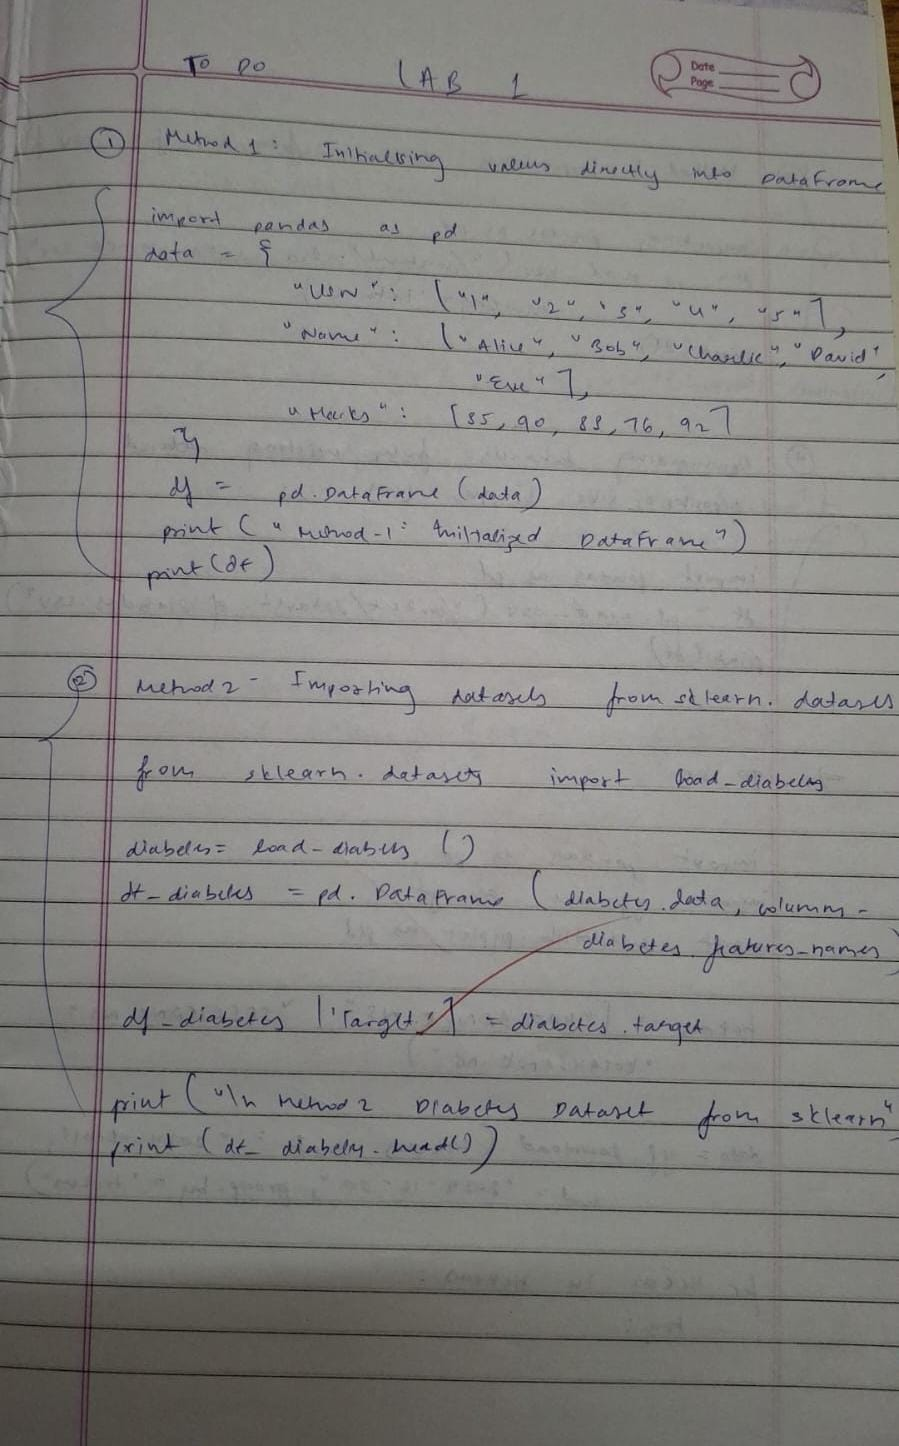 TO DO LAB 1
Date
Page
① Method 1: Initialising values directly into DataFrame
import pandas as pd
data = {
"USN": ["1", "2", "3", "4", "5"],
"Name": ["Alice", "Bob", "Charlie", "David",
"Eve"],
"Marks": [85, 90, 88, 76, 92]
}
df = pd.DataFrame (data)
print ("Method-1: Initialized DataFrame")
print (df)
② Method 2 - Importing datasets from sklearn.datasets
from sklearn.datasets import load_diabetes
diabetes = load_diabetes ()
df_diabetes = pd.DataFrame (diabetes.data, columns =
diabetes.features_names)
df_diabetes ['Target'] = diabetes.target
print ("\n Method 2 Diabetes Dataset from sklearn"
print (df_diabetes.head())